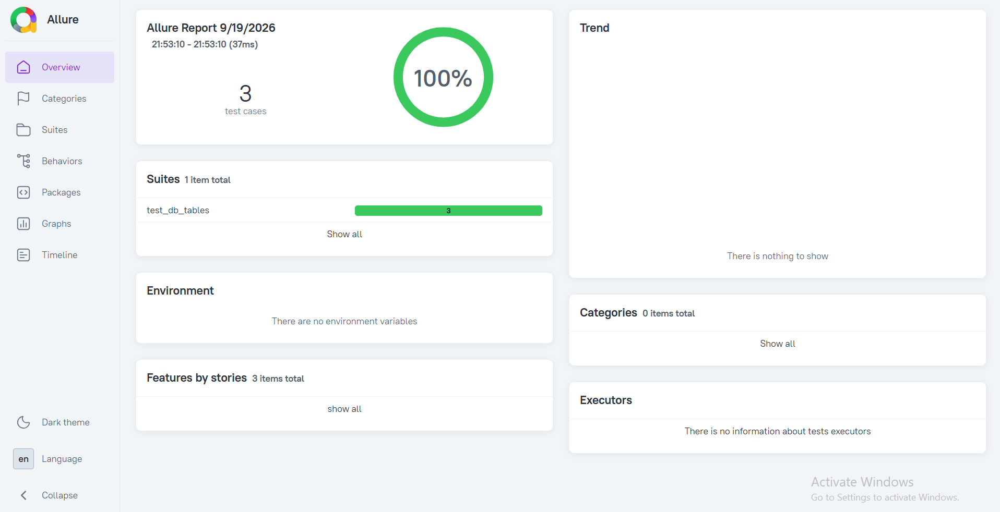 Allure
Overview
Categories
Suites
Behaviors
Packages
Graphs
Timeline
Dark theme
en Language
Collapse
Allure Report 9/19/2026
21:53:10 - 21:53:10 (37ms)
3
test cases
100%
Suites 1 item total
test_db_tables 3
Show all
Environment
There are no environment variables
Features by stories 3 items total
show all
Trend
There is nothing to show
Categories 0 items total
Show all
Executors
There is no information about tests executors
Activate Windows
Go to Settings to activate Windows.